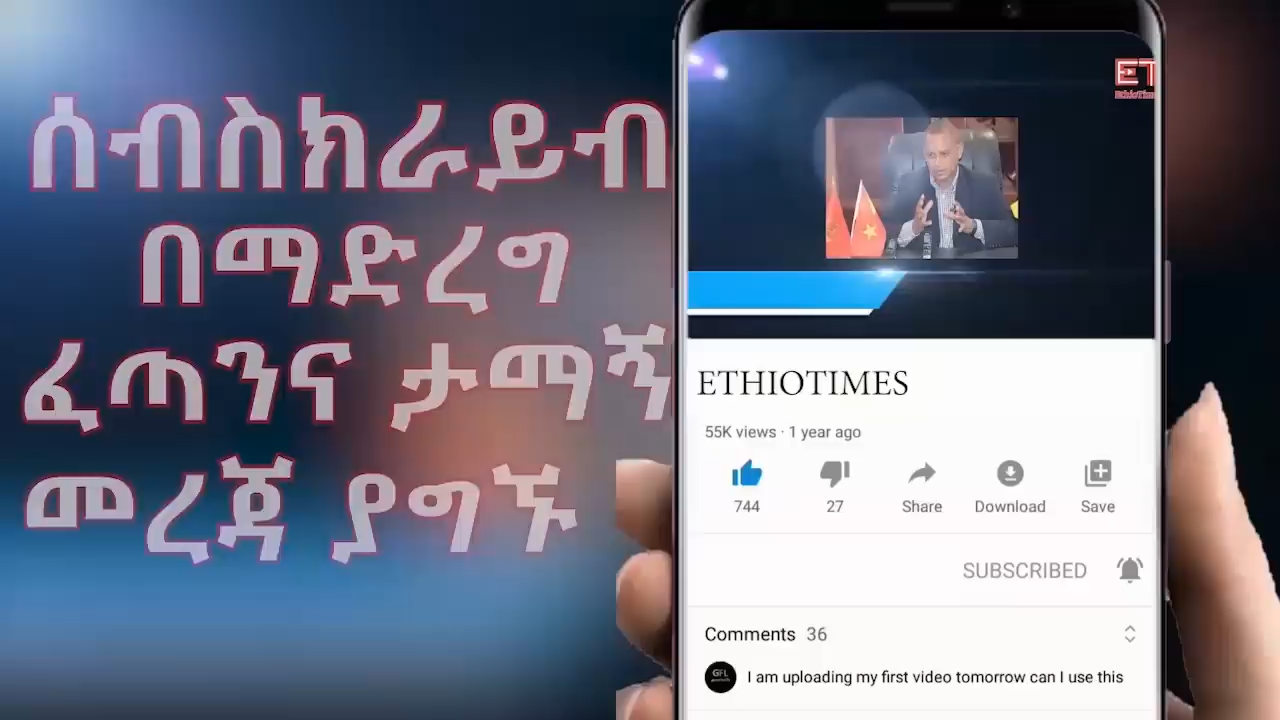 ሰብስክራይብ
በማድረግ
ፈጣንና ታማኝ
መረጃ ያግኙ
ET
ETHIOTIMES
55K views · 1 year ago
744 27 Share Download Save
SUBSCRIBED
Comments 36
GFL
I am uploading my first video tomorrow can I use this